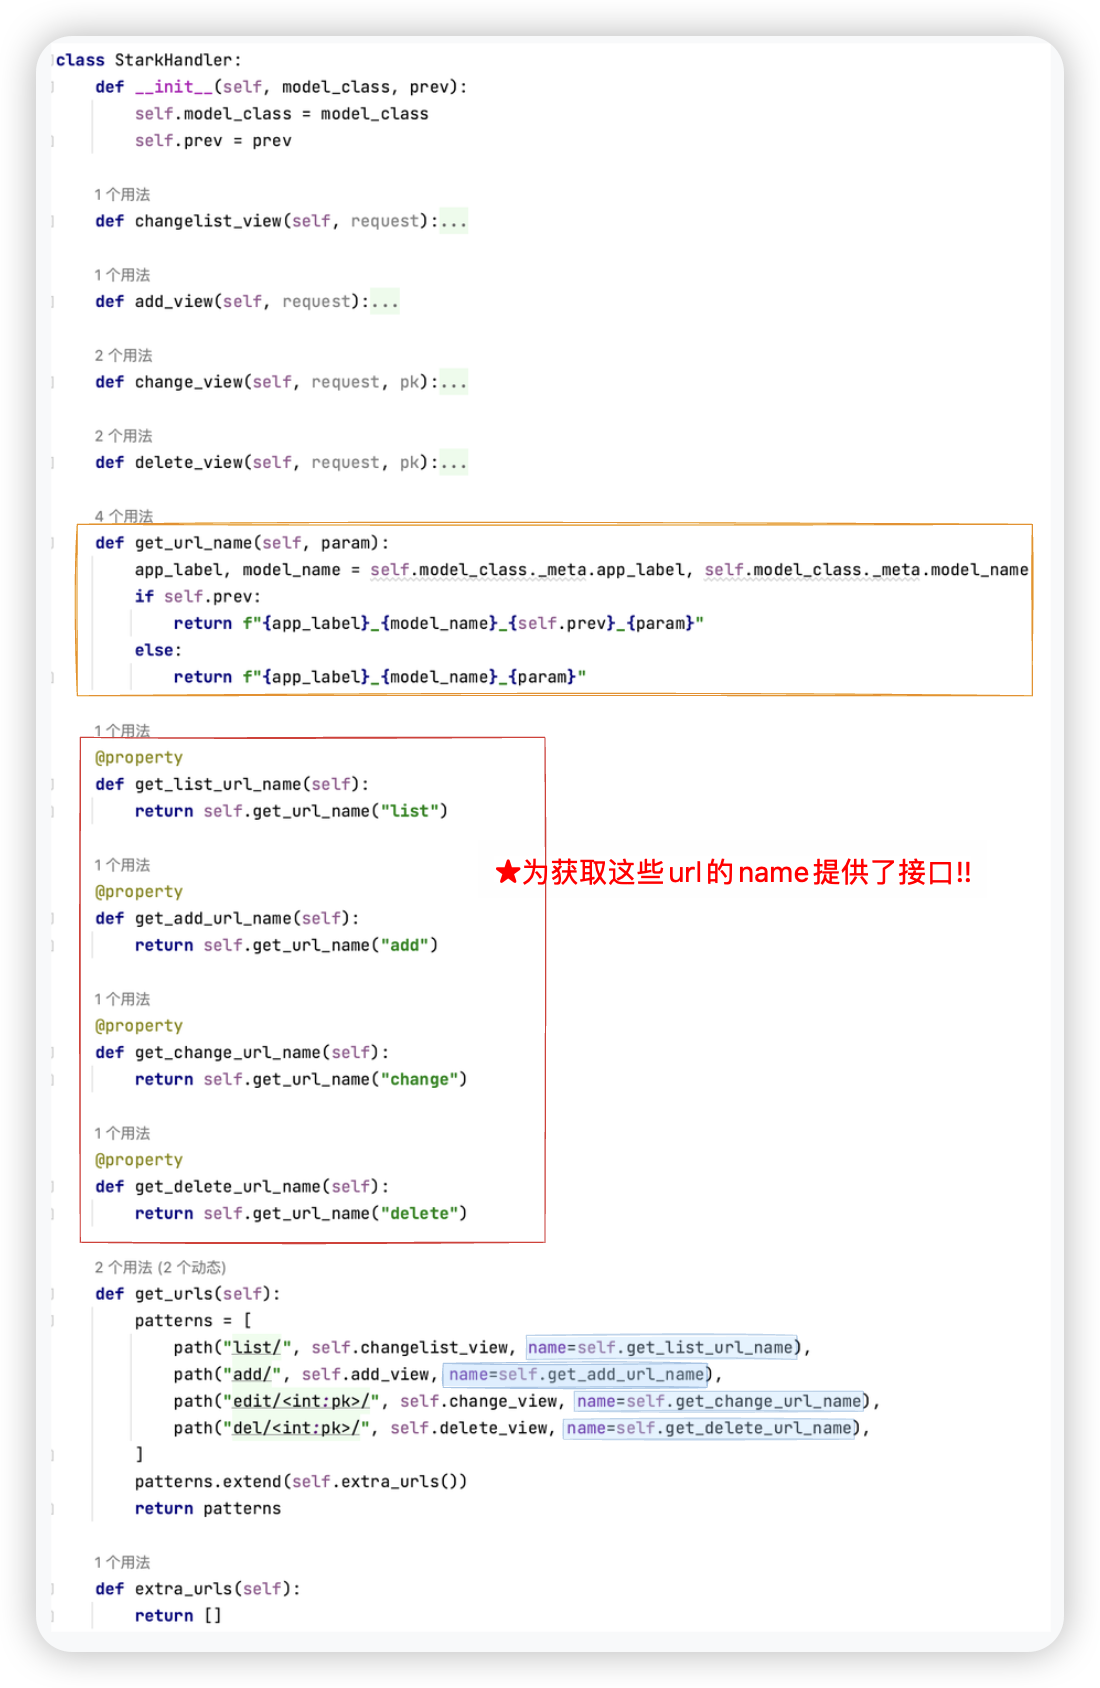 class StarkHandler:
def __init__(self, model_class, prev):
self.model_class = model_class
self.prev = prev
1 个用法
def changelist_view(self, request):...
1 个用法
def add_view(self, request):...
2 个用法
def change_view(self, request, pk):...
2 个用法
def delete_view(self, request, pk):...
4 个用法
def get_url_name(self, param):
app_label, model_name = self.model_class._meta.app_label, self.model_class._meta.model_name
if self.prev:
return f"{app_label}_{model_name}_{self.prev}_{param}"
else:
return f"{app_label}_{model_name}_{param}"
1 个用法
@property
def get_list_url_name(self):
return self.get_url_name("list")
★为获取这些url的name提供了接口!!
1 个用法
@property
def get_add_url_name(self):
return self.get_url_name("add")
1 个用法
@property
def get_change_url_name(self):
return self.get_url_name("change")
1 个用法
@property
def get_delete_url_name(self):
return self.get_url_name("delete")
2 个用法 (2 个动态)
def get_urls(self):
patterns = [
path("list/", self.changelist_view, name=self.get_list_url_name),
path("add/", self.add_view, name=self.get_add_url_name),
path("edit/<int:pk>/", self.change_view, name=self.get_change_url_name),
path("del/<int:pk>/", self.delete_view, name=self.get_delete_url_name),
]
patterns.extend(self.extra_urls())
return patterns
1 个用法
def extra_urls(self):
return []